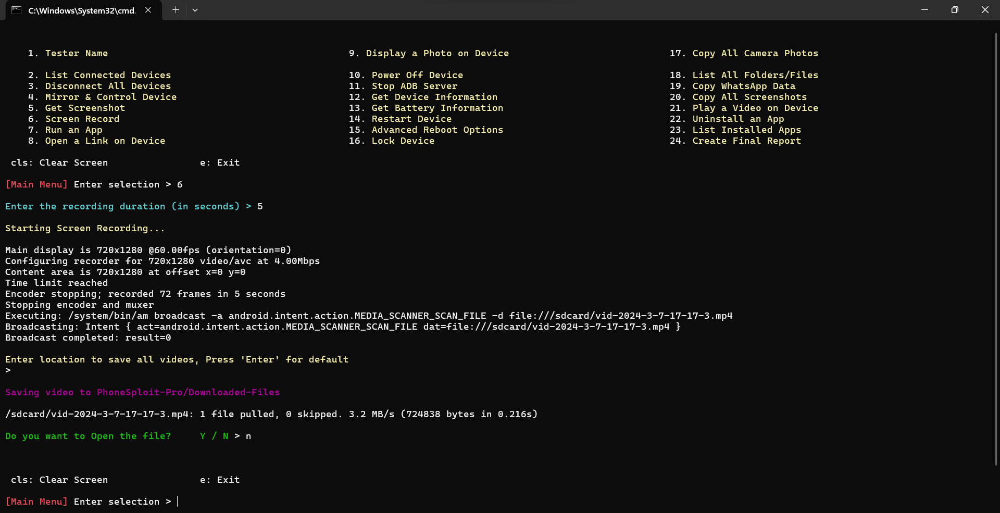 C:\Windows\System32\cmd.
1. Tester Name 9. Display a Photo on Device 17. Copy All Camera Photos
2. List Connected Devices 10. Power Off Device 18. List All Folders/Files
3. Disconnect All Devices 11. Stop ADB Server 19. Copy WhatsApp Data
4. Mirror & Control Device 12. Get Device Information 20. Copy All Screenshots
5. Get Screenshot 13. Get Battery Information 21. Play a Video on Device
6. Screen Record 14. Restart Device 22. Uninstall an App
7. Run an App 15. Advanced Reboot Options 23. List Installed Apps
8. Open a Link on Device 16. Lock Device 24. Create Final Report
cls: Clear Screen e: Exit
[Main Menu] Enter selection > 6
Enter the recording duration (in seconds) > 5
Starting Screen Recording...
Main display is 720x1280 @60.00fps (orientation=0)
Configuring recorder for 720x1280 video/avc at 4.00Mbps
Content area is 720x1280 at offset x=0 y=0
Time limit reached
Encoder stopping; recorded 72 frames in 5 seconds
Stopping encoder and muxer
Executing: /system/bin/am broadcast -a android.intent.action.MEDIA_SCANNER_SCAN_FILE -d file:///sdcard/vid-2024-3-7-17-17-3.mp4
Broadcasting: Intent { act=android.intent.action.MEDIA_SCANNER_SCAN_FILE dat=file:///sdcard/vid-2024-3-7-17-17-3.mp4 }
Broadcast completed: result=0
Enter location to save all videos, Press 'Enter' for default
>
Saving video to PhoneSploit-Pro/Downloaded-Files
/sdcard/vid-2024-3-7-17-17-3.mp4: 1 file pulled, 0 skipped. 3.2 MB/s (724838 bytes in 0.216s)
Do you want to Open the file? Y / N > n
cls: Clear Screen e: Exit
[Main Menu] Enter selection >